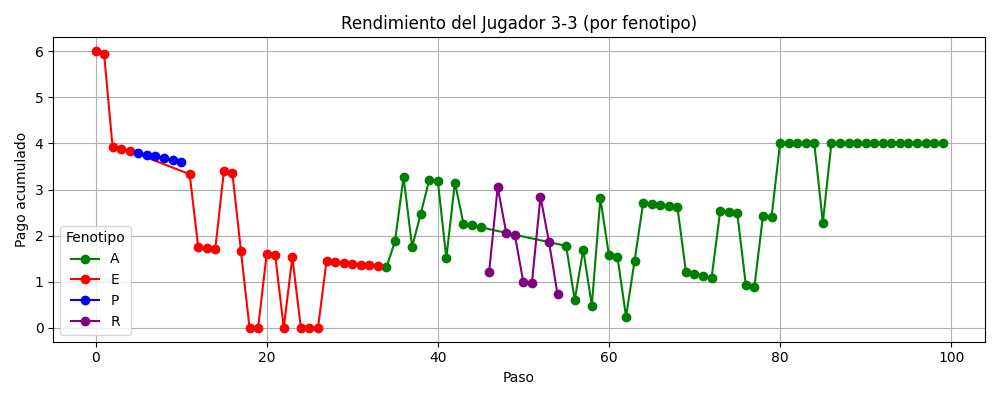 Rendimiento del Jugador 3-3 (por fenotipo)
Pago acumulado
6
5
4
3
2
1
0
Fenotipo
A
E
P
R
0 20 40 60 80 100
Paso